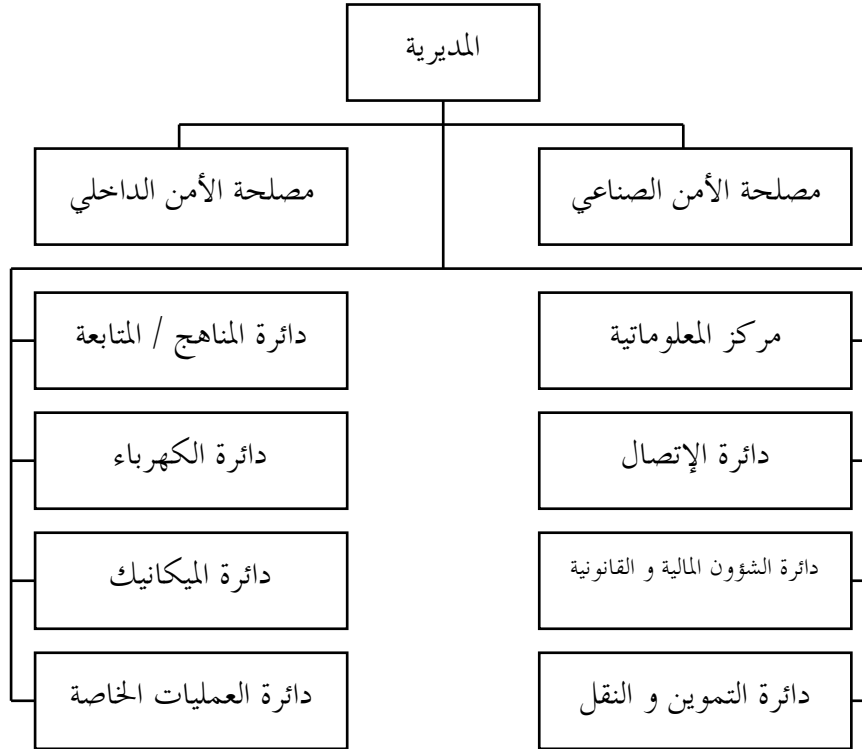 المديرية
مصلحة الأمن الصناعي
مصلحة الأمن الداخلي
مركز المعلوماتية
دائرة المناهج / المتابعة
دائرة الإتصال
دائرة الكهرباء
دائرة الشؤون المالية و القانونية
دائرة الميكانيك
دائرة التموين و النقل
دائرة العمليات الخاصة